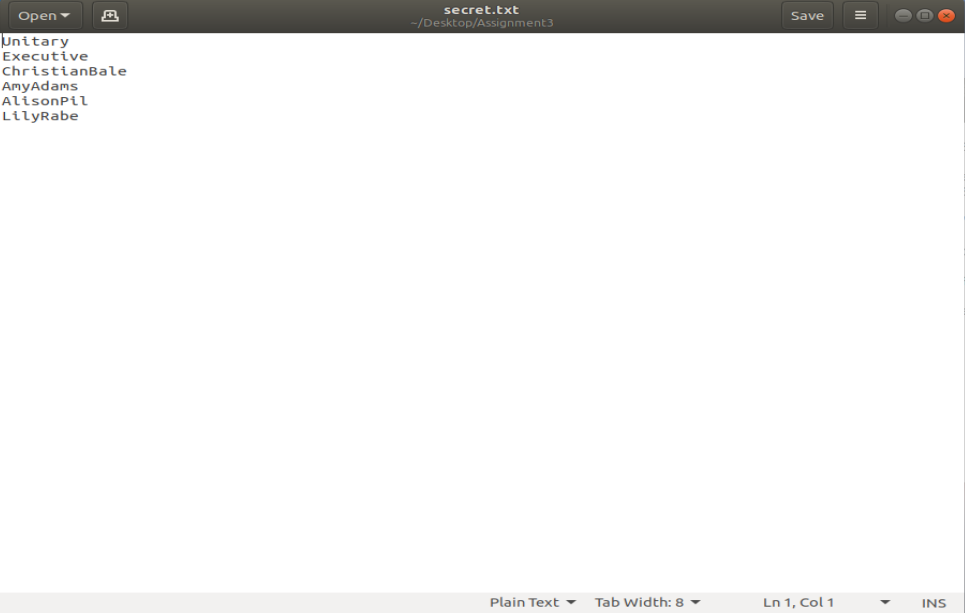 Open
secret.txt
~/Desktop/Assignment3
Save
Unitary
Executive
ChristianBale
AmyAdams
AlisonPil
LilyRabe
Plain Text Tab Width: 8 Ln 1, Col 1 INS